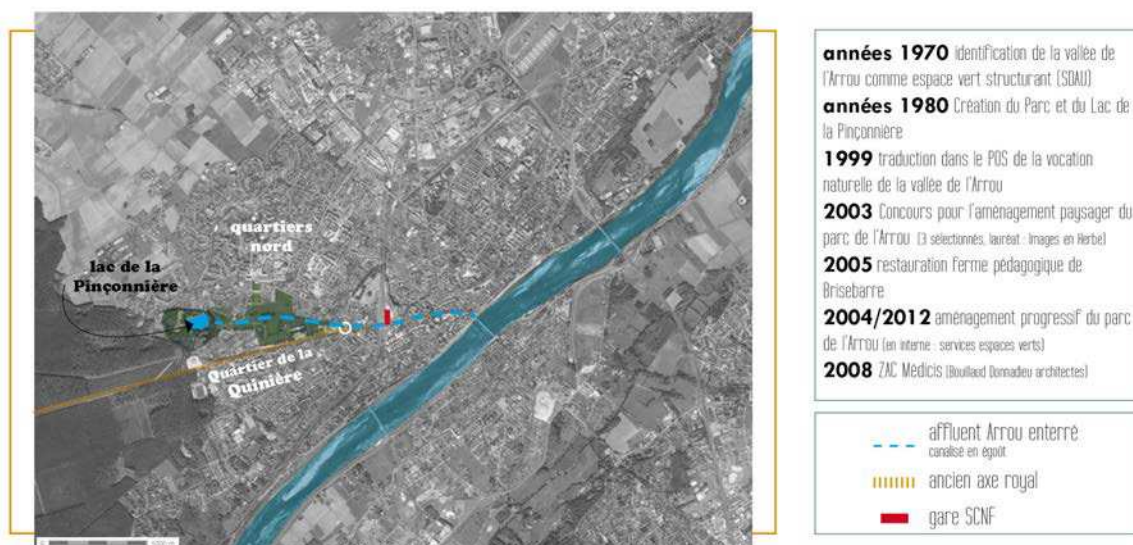 quartiers
nord
lac de la
Pinçonnière
Quartier de la
Quinière
années 1970 Identification de la vallée de
l'Arrou comme espace vert structurant (SDAU)
années 1980 Création du Parc et du Lac de
la Pinçonnière
1999 traduction dans le POS de la vocation
naturelle de la vallée de l'Arrou
2003 Concours pour l'aménagement paysager du
parc de l'Arrou (3 sélectionnés, lauréat : Images en Herbe)
2005 restauration ferme pédagogique de
Brisebarre
2004/2012 aménagement progressif du parc
de l'Arrou (en interne : services espaces verts)
2008 ZAC Médicis (Bouillaud Donnadieu architectes)
affluent Arrou enterré
canalisé en égoût
ancien axe royal
gare SCNF